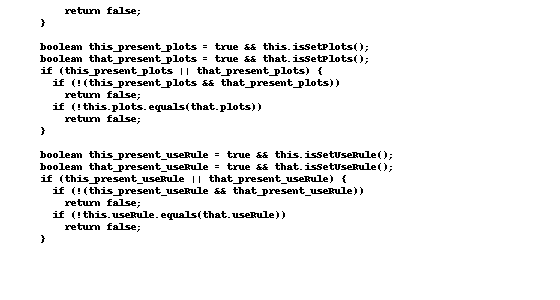 return false;
}
boolean this_present_plots = true && this.isSetPlots();
boolean that_present_plots = true && that.isSetPlots();
if (this_present_plots || that_present_plots) {
if (!(this_present_plots && that_present_plots))
return false;
if (!this.plots.equals(that.plots))
return false;
}
boolean this_present_useRule = true && this.isSetUseRule();
boolean that_present_useRule = true && that.isSetUseRule();
if (this_present_useRule || that_present_useRule) {
if (!(this_present_useRule && that_present_useRule))
return false;
if (!this.useRule.equals(that.useRule))
return false;
}